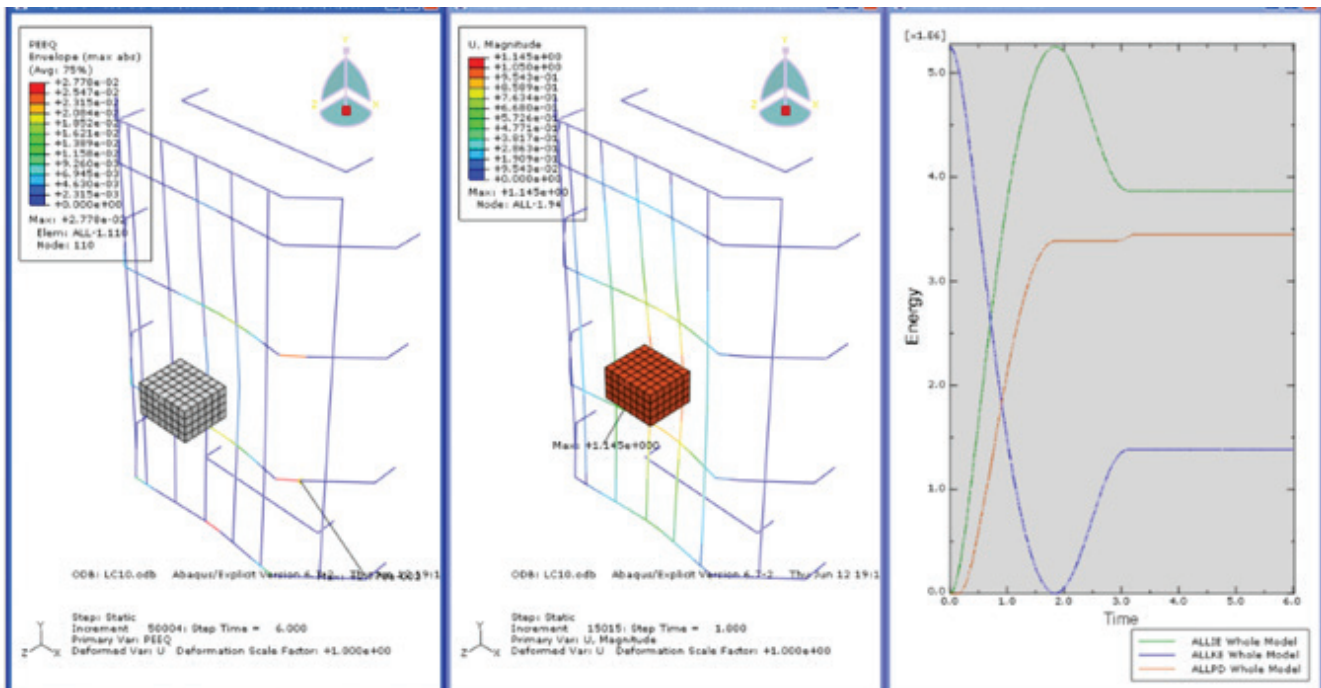 PEEQ
Envelope (max abs)
(Avg: 75%)
+2.778e-02
+2.547e-02
+2.315e-02
+2.084e-02
+1.852e-02
+1.621e-02
+1.389e-02
+1.158e-02
+9.260e-03
+6.945e-03
+4.630e-03
+2.315e-03
+0.000e+00
Max: +2.778e-02
Elem: ALL-1.110
Node: 110
Y
Z
X
ODB: LC10.odb Abaqus/Explicit Version Thu Jun 12 19:1
Step: Static
Increment 50004: Step Time = 6.000
Primary Var: PEEQ
Deformed Var: U Deformation Scale Factor: +1.000e+00
Y
Z
X
U, Magnitude
+1.145e+00
+1.050e+00
+9.543e-01
+8.589e-01
+7.634e-01
+6.680e-01
+5.726e-01
+4.771e-01
+3.817e-01
+2.863e-01
+1.909e-01
+9.543e-02
+0.000e+00
Max: +1.145e+00
Node: ALL-1.94
Y
Z
X
Max: +1.145e+00
ODB: LC10.odb Abaqus/Explicit Version 6.7-2 Thu Jun 12 19:1
Step: Static
Increment 15015: Step Time = 1.800
Primary Var: U, Magnitude
Deformed Var: U Deformation Scale Factor: +1.000e+00
Y
Z
X
[x1.E6]
5.0
4.0
3.0
2.0
1.0
0.0
Energy
0.0 1.0 2.0 3.0 4.0 5.0 6.0
Time
ALLIE Whole Model
ALLKE Whole Model
ALLPD Whole Model